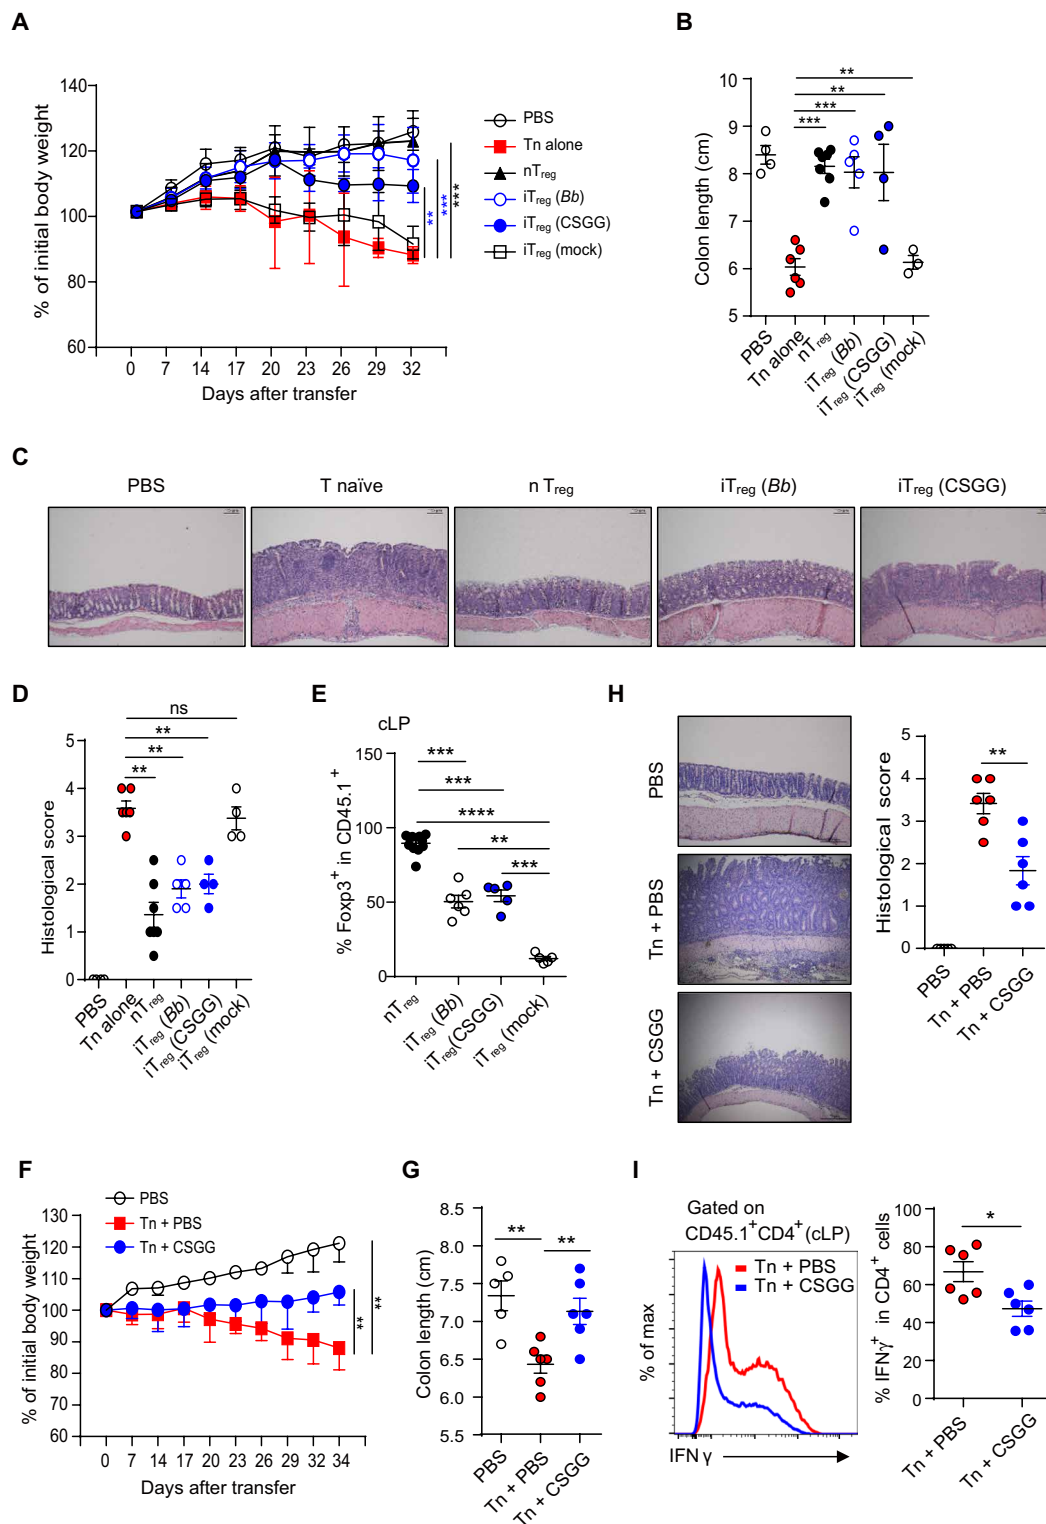 A
% of initial body weight
140
120
100
80
60
0 7 14 17 20 23 26 29 32
Days after transfer
PBS
Tn alone
nTreg
iTreg (Bb)
iTreg (CSGG)
iTreg (mock)
**
***
***
B
Colon length (cm)
10
9
8
7
6
5
**
**
***
***
PBS
Tn alone
nTreg
iTreg (Bb)
iTreg (CSGG)
iTreg (mock)
C
PBS
T naïve
n Treg
iTreg (Bb)
iTreg (CSGG)
D
Histological score
5
4
3
2
1
0
ns
**
**
**
PBS
Tn alone
nTreg
iTreg (Bb)
iTreg (CSGG)
iTreg (mock)
E
cLP
% Foxp3+ in CD45.1+
150
100
50
0
***
***
****
**
***
nTreg
iTreg (Bb)
iTreg(CSGG)
iTreg (mock)
H
PBS
Tn + PBS
Tn + CSGG
Histological score
5
4
3
2
1
0
**
PBS
Tn + PBS
Tn + CSGG
F
PBS
Tn + PBS
Tn + CSGG
% of initial body weight
130
120
110
100
90
80
70
60
0 7 14 17 20 23 26 29 32 34
Days after transfer
**
**
G
Colon length (cm)
8.5
8.0
7.5
7.0
6.5
6.0
5.5
** **
PBS
Tn + PBS
Tn + CSGG
I
Gated on
CD45.1+CD4+ (cLP)
Tn + PBS
Tn + CSGG
% of max
IFN γ
% IFNγ+ in CD4+ cells
100
80
60
40
20
0
*
Tn + PBS
Tn + CSGG